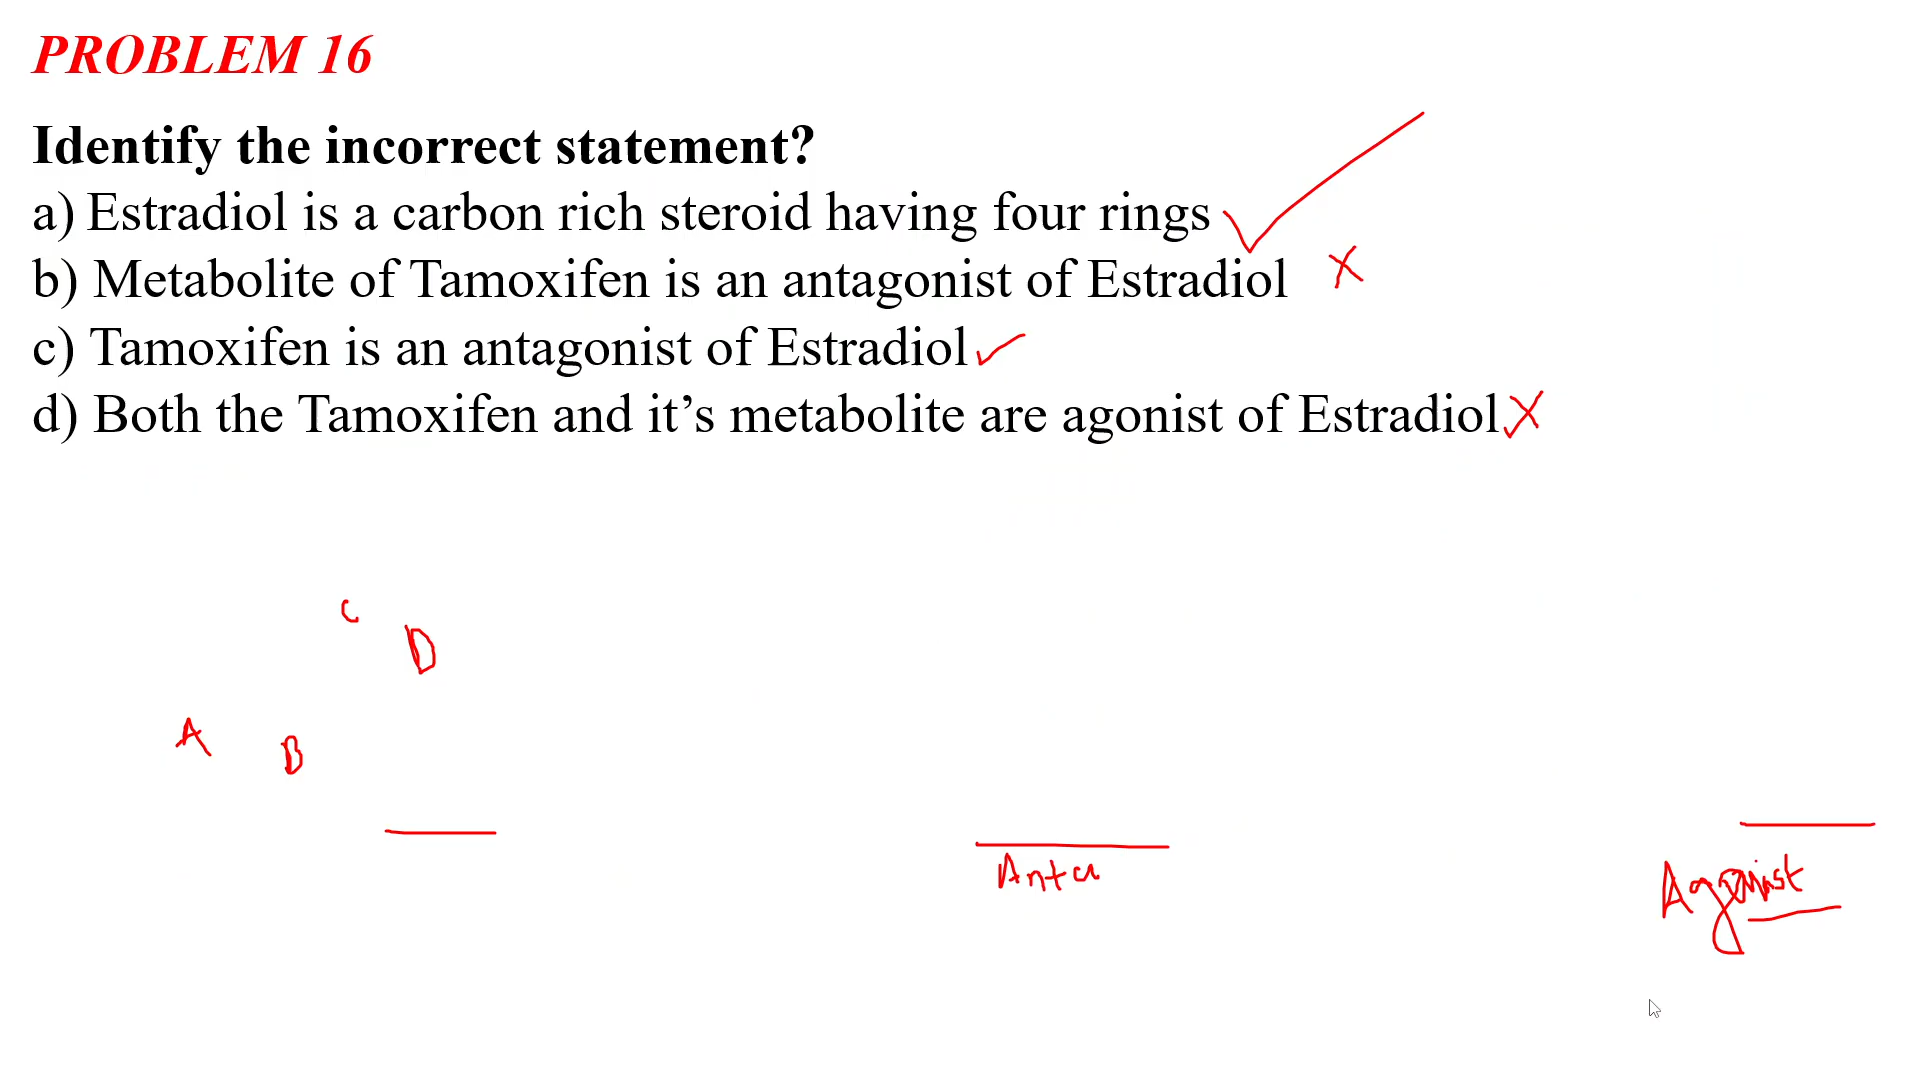 PROBLEM 16
Identify the incorrect statement?
a) Estradiol is a carbon rich steroid having four rings
b) Metabolite of Tamoxifen is an antagonist of Estradiol
c) Tamoxifen is an antagonist of Estradiol
d) Both the Tamoxifen and it’s metabolite are agonist of Estradiol
C
D
A
B
Anta
Agonist